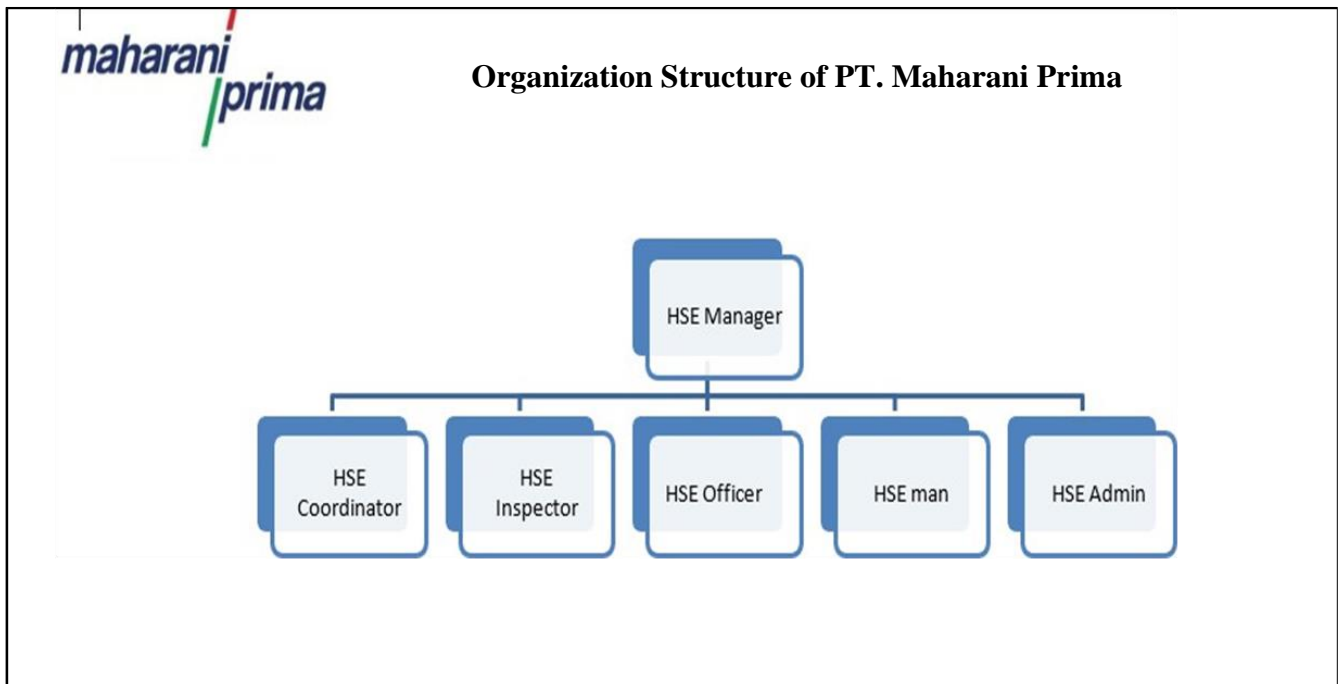 maharani
prima
Organization Structure of PT. Maharani Prima
HSE Manager
HSE
Coordinator
HSE
Inspector
HSE Officer
HSE man
HSE Admin